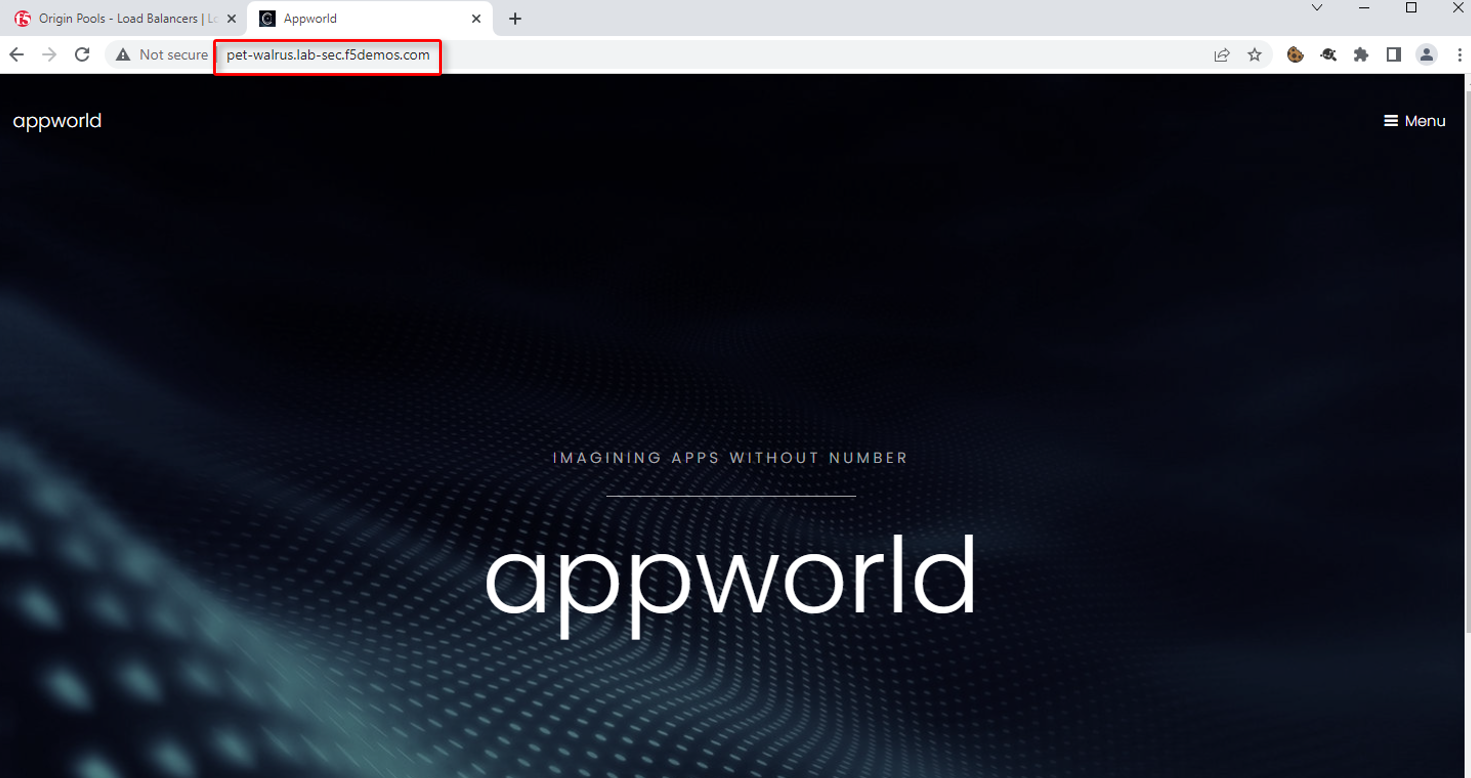 Origin Pools - Load Balancers | Lo
Appworld
Not secure
pet-walrus.lab-sec.f5demos.com
appworld
Menu
IMAGINING APPS WITHOUT NUMBER
appworld